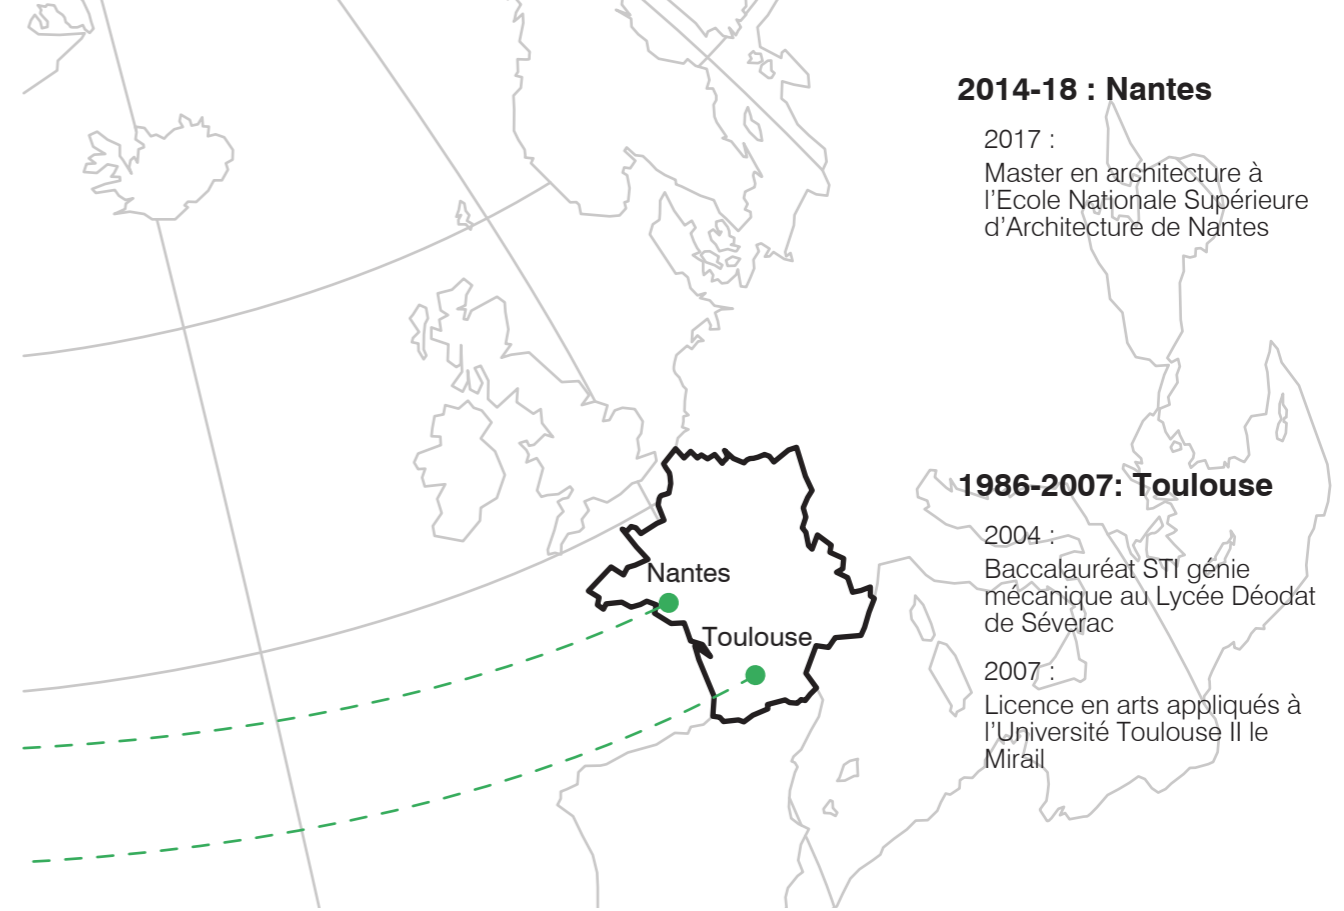 2014-18 : Nantes
2017 :
Master en architecture à
l’Ecole Nationale Supérieure
d’Architecture de Nantes
1986-2007: Toulouse
2004 :
Baccalauréat STI génie
mécanique au Lycée Déodat
de Séverac
2007 :
Licence en arts appliqués à
l’Université Toulouse II le
Mirail
Nantes
Toulouse